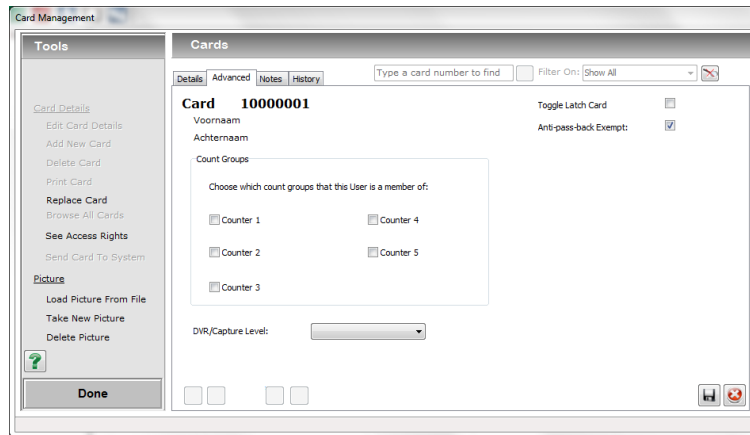 Card Management
Tools
Card Details
Edit Card Details
Add New Card
Delete Card
Print Card
Replace Card
Browse All Cards
See Access Rights
Send Card To System
Picture
Load Picture From File
Take New Picture
Delete Picture
?
Done
Cards
Details Advanced Notes History
Type a card number to find
Filter On: Show All
Card 10000001
Voornaam
Achternaam
Toggle Latch Card
Anti-pass-back Exempt:
Count Groups
Choose which count groups that this User is a member of:
Counter 1
Counter 4
Counter 2
Counter 5
Counter 3
DVR/Capture Level: